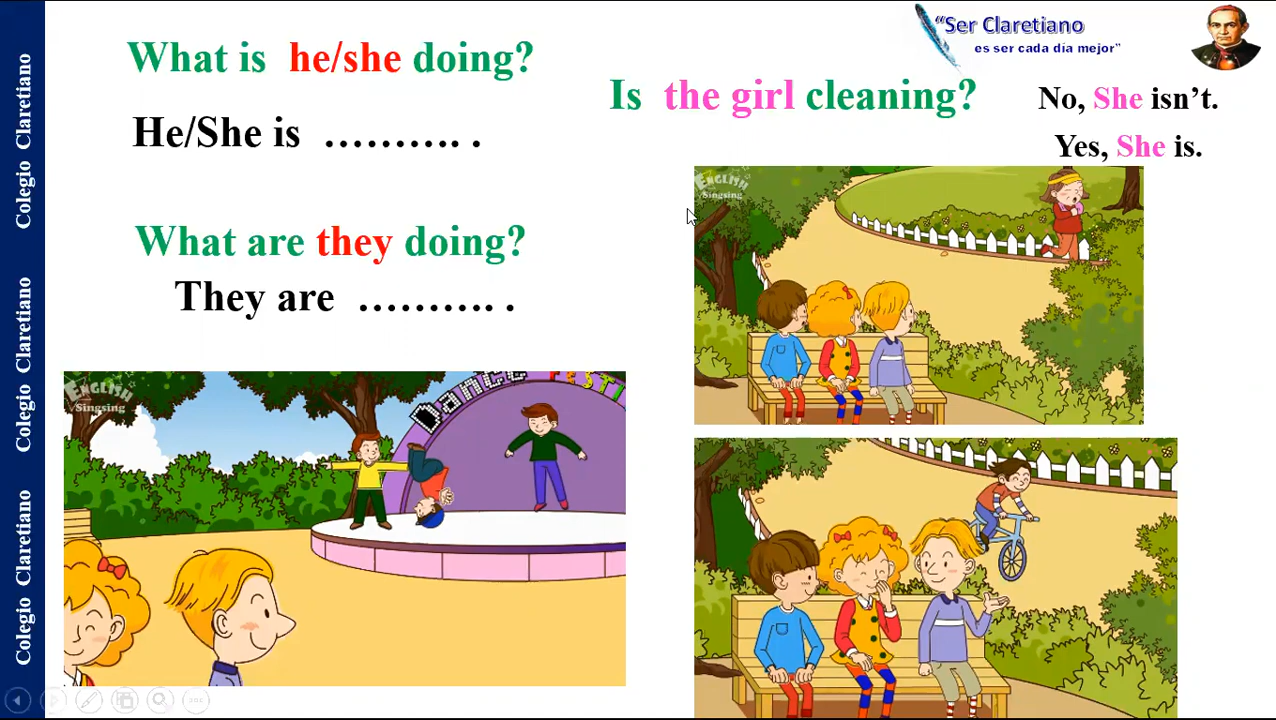 Colegio Claretiano
Colegio Claretiano
Colegio Claretiano
"Ser Claretiano
es ser cada día mejor"
What is he/she doing?
He/She is ………. .
What are they doing?
They are ………. .
Is the girl cleaning?
No, She isn't.
Yes, She is.
ENGLISH
Singsing
ENGLISH
Singsing
DANCE FESTI